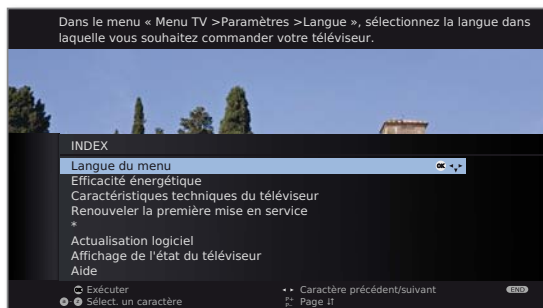 Dans le menu « Menu TV >Paramètres >Langue », sélectionnez la langue dans
laquelle vous souhaitez commander votre téléviseur.
INDEX
Langue du menu OK
Efficacité énergétique
Caractéristiques techniques du téléviseur
Renouveler la première mise en service
*
Actualisation logiciel
Affichage de l'état du téléviseur
Aide
Exécuter Caractère précédent/suivant END
Sélect. un caractère P+ P- Page